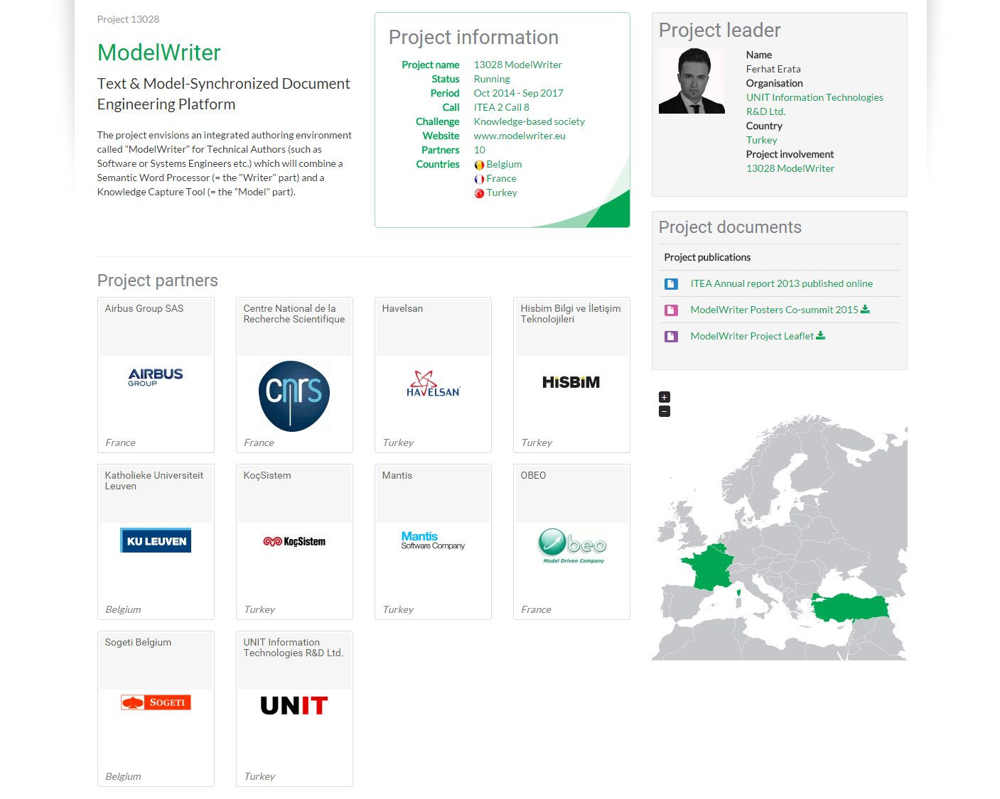 Project 13028
ModelWriter
Text & Model-Synchronized Document
Engineering Platform
The project envisions an integrated authoring environment
called "ModelWriter" for Technical Authors (such as
Software or Systems Engineers etc.) which will combine a
Semantic Word Processor (= the "Writer" part) and a
Knowledge Capture Tool (= the "Model" part).
Project information
Project name 13028 ModelWriter
Status Running
Period Oct 2014 - Sep 2017
Call ITEA 2 Call 8
Challenge Knowledge-based society
Website www.modelwriter.eu
Partners 10
Countries Belgium
France
Turkey
Project leader
Name
Ferhat Erata
Organisation
UNIT Information Technologies
R&D Ltd.
Country
Turkey
Project involvement
13028 ModelWriter
Project documents
Project publications
ITEA Annual report 2013 published online
ModelWriter Posters Co-summit 2015
ModelWriter Project Leaflet
+
−
Project partners
Airbus Group SAS
AIRBUS
GROUP
France
Centre National de la
Recherche Scientifique
cnrs
France
Havelsan
HAVELSAN
Turkey
Hisbim Bilgi ve İletişim
Teknolojileri
HiSBiM
Turkey
Katholieke Universiteit
Leuven
KU LEUVEN
Belgium
KoçSistem
KoçSistem
Turkey
Mantis
Mantis
Software Company
Turkey
OBEO
Obeo
Model Driven Company
France
Sogeti Belgium
SOGETI
Belgium
UNIT Information
Technologies R&D Ltd.
UNIT
Turkey